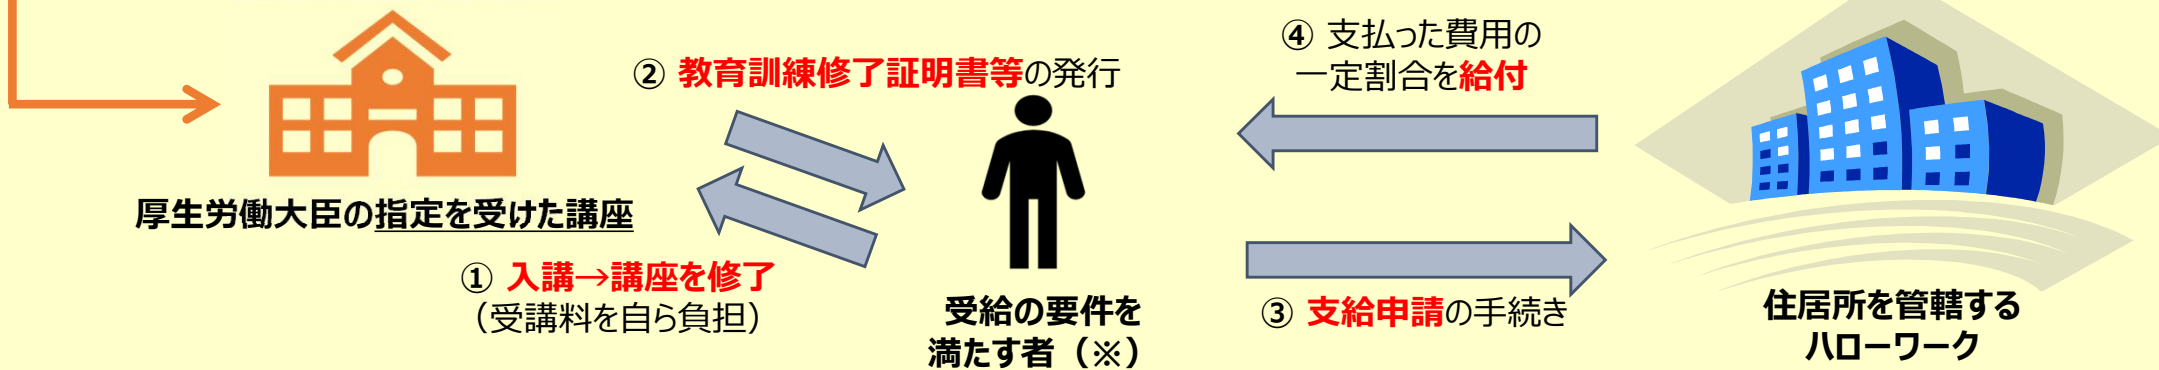 厚生労働大臣の指定を受けた講座
① 入講→講座を修了
（受講料を自ら負担）
② 教育訓練修了証明書等の発行
受給の要件を
満たす者（※）
③ 支給申請の手続き
④ 支払った費用の
一定割合を給付
住居所を管轄する
ハローワーク